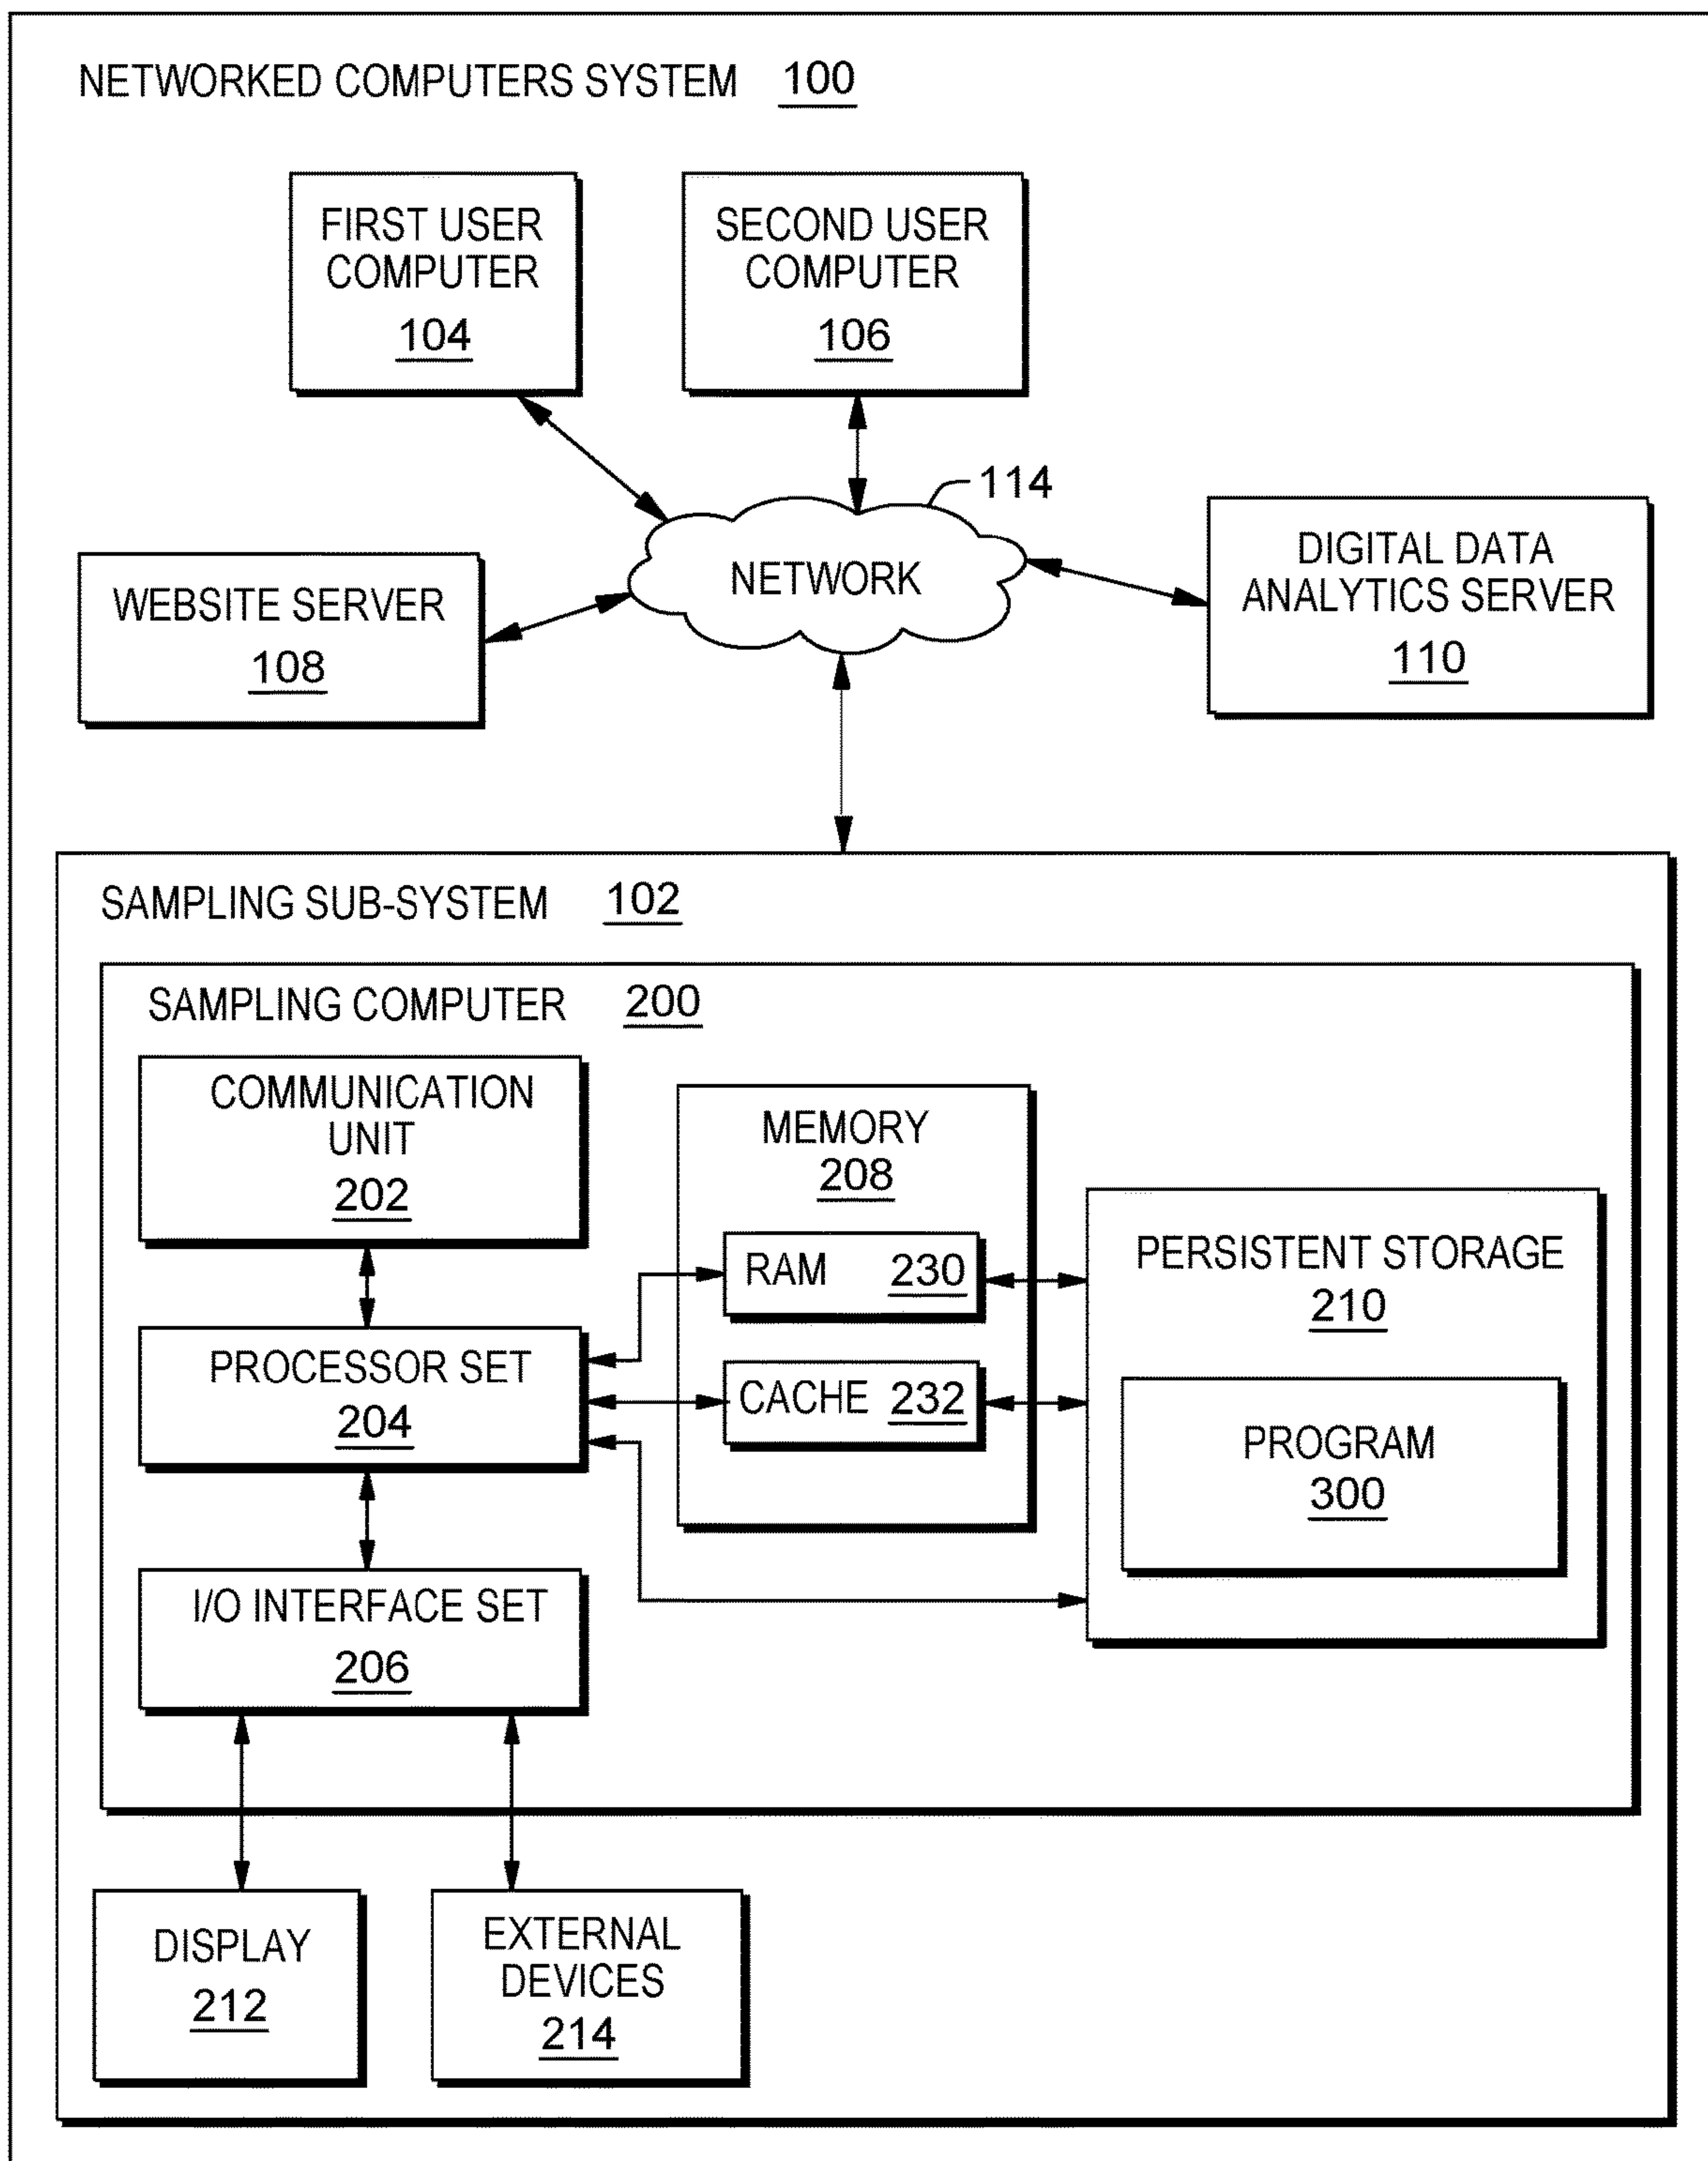 NETWORKED COMPUTERS SYSTEM 100
FIRST USER
COMPUTER
104
SECOND USER
COMPUTER
106
114
NETWORK
WEBSITE SERVER
108
DIGITAL DATA
ANALYTICS SERVER
110
SAMPLING SUB-SYSTEM 102
SAMPLING COMPUTER 200
COMMUNICATION
UNIT
202
MEMORY
208
RAM 230
CACHE 232
PERSISTENT STORAGE
210
PROGRAM
300
PROCESSOR SET
204
I/O INTERFACE SET
206
DISPLAY
212
EXTERNAL
DEVICES
214